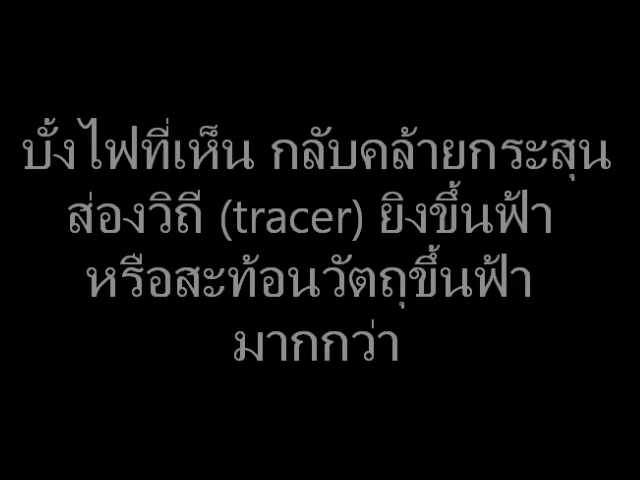 บั้งไฟที่เห็น กลับคล้ายกระสุน
ส่องวิถี (tracer) ยิงขึ้นฟ้า
หรือสะท้อนวัตถุขึ้นฟ้า
มากกว่า